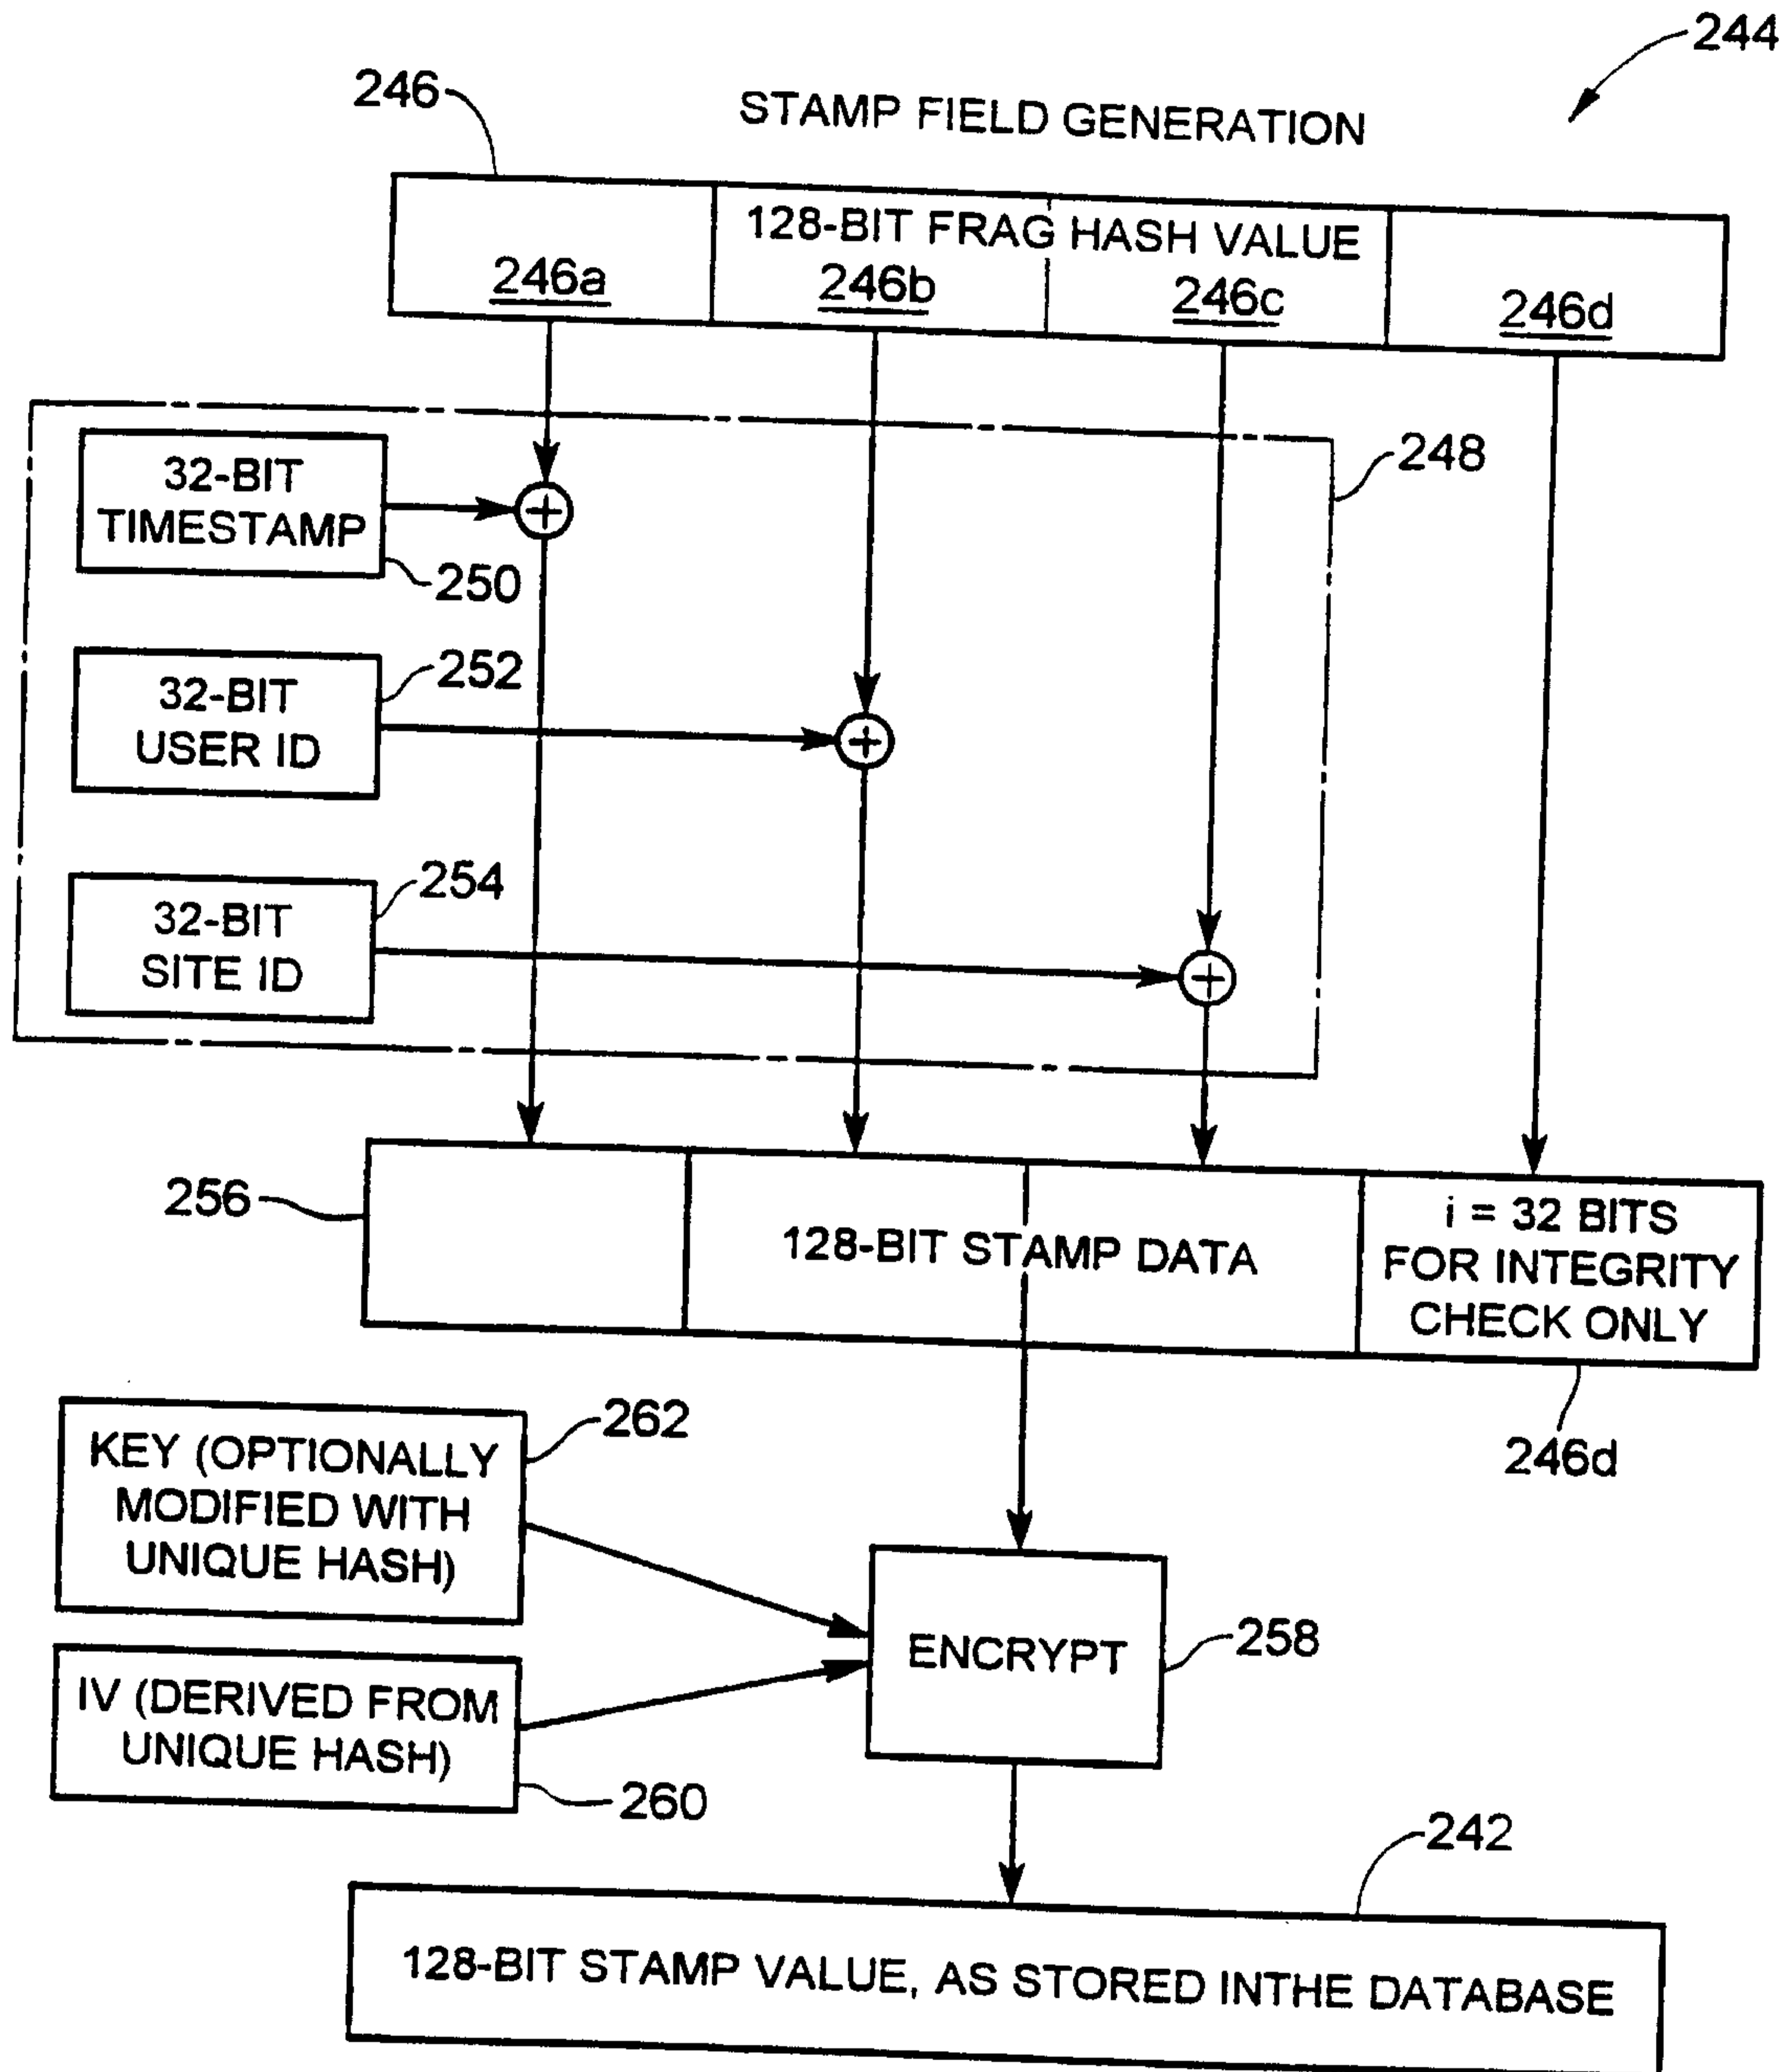 244
246
STAMP FIELD GENERATION
128-BIT FRAG HASH VALUE
246a 246b 246c 246d
248
32-BIT
TIMESTAMP
250
252
32-BIT
USER ID
254
32-BIT
SITE ID
256
128-BIT STAMP DATA
i = 32 BITS
FOR INTEGRITY
CHECK ONLY
246d
262
KEY (OPTIONALLY
MODIFIED WITH
UNIQUE HASH)
ENCRYPT
258
IV (DERIVED FROM
UNIQUE HASH)
260
242
128-BIT STAMP VALUE, AS STORED INTHE DATABASE